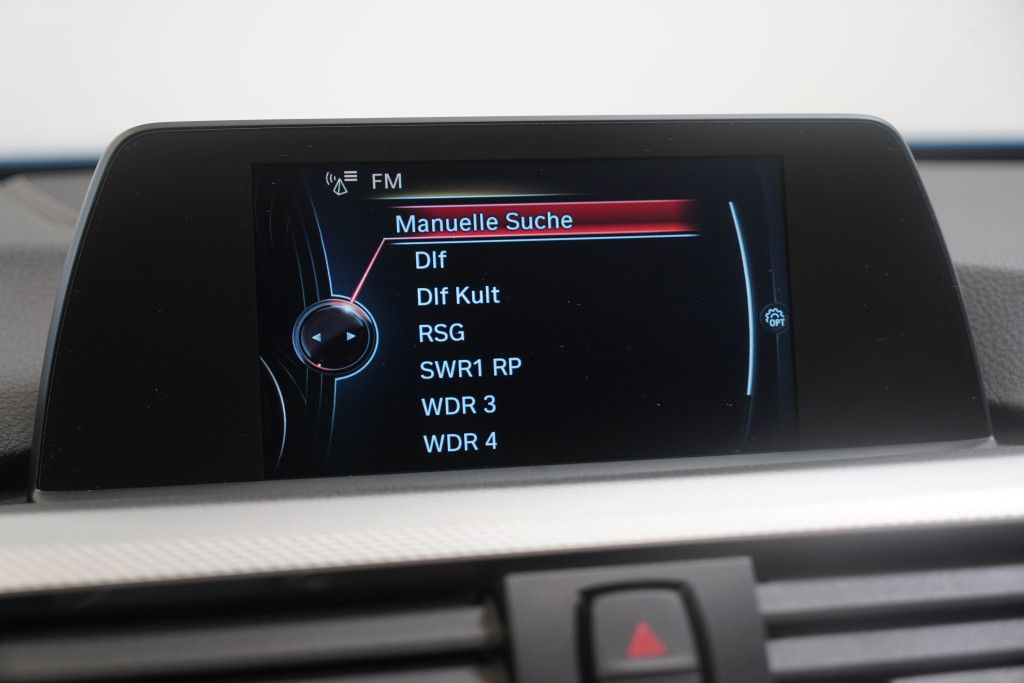 FM
Manuelle Suche
Dlf
Dlf Kult
RSG
SWR1 RP
WDR 3
WDR 4
OPT